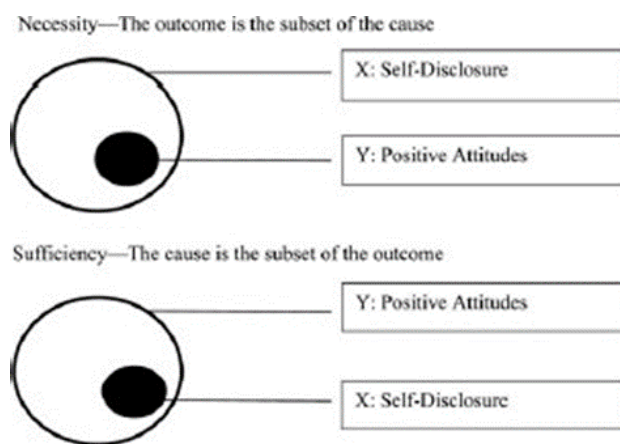 Necessity—The outcome is the subset of the cause
X: Self-Disclosure
Y: Positive Attitudes
Sufficiency—The cause is the subset of the outcome
Y: Positive Attitudes
X: Self-Disclosure